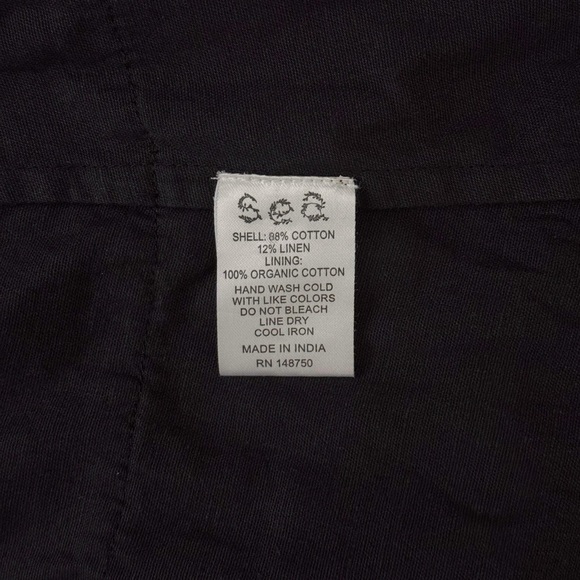 sea
SHELL: 88% COTTON
12% LINEN
LINING:
100% ORGANIC COTTON
HAND WASH COLD
WITH LIKE COLORS
DO NOT BLEACH
LINE DRY
COOL IRON
MADE IN INDIA
RN 148750